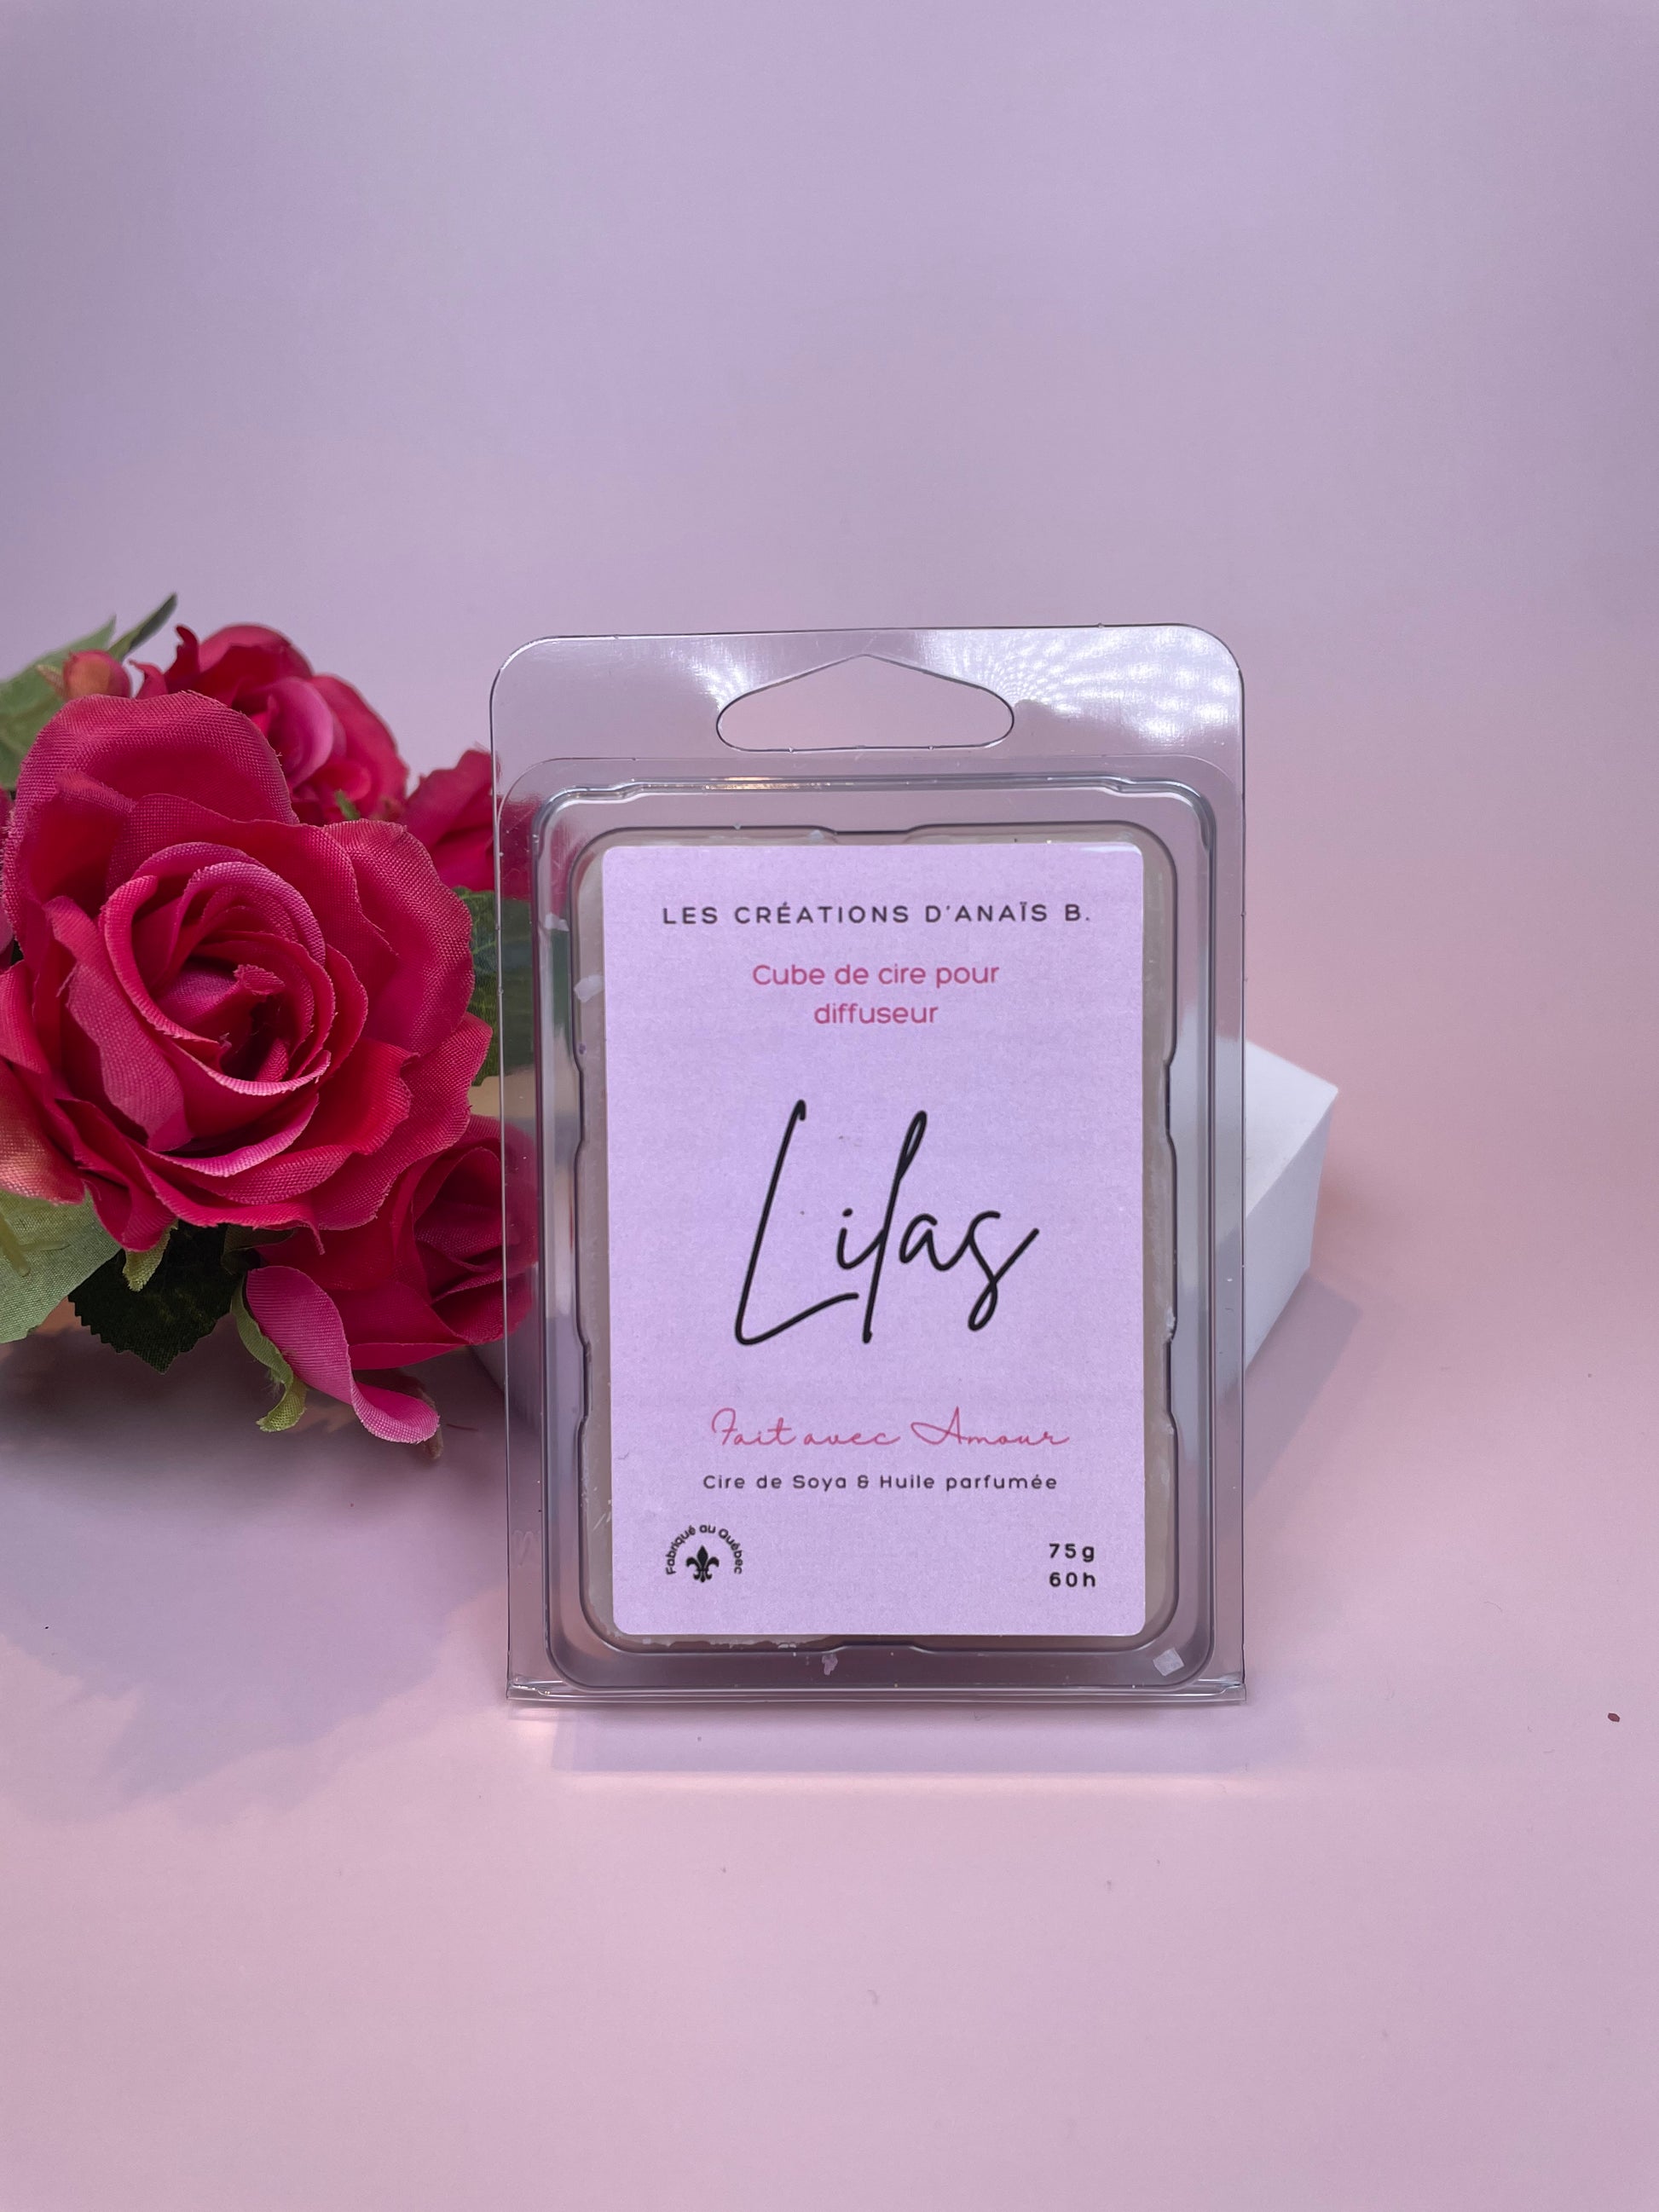 LES CRÉATIONS D'ANAÏS B.
Cube de cire pour
diffuseur
Lilas
Fait avec Amour
Cire de Soya & Huile parfumée
Fabriqué au Québec
75g
60h